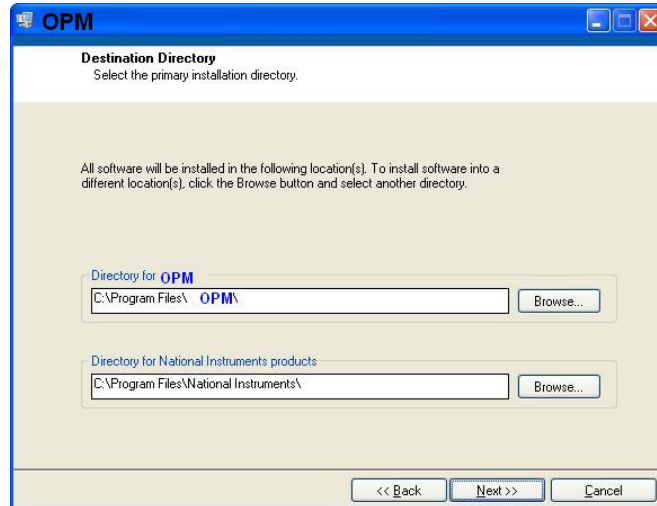 OPM
Destination Directory
Select the primary installation directory.
All software will be installed in the following location(s). To install software into a
different location(s), click the Browse button and select another directory.
Directory for OPM
C:\Program Files\ OPM\
Browse...
Directory for National Instruments products
C:\Program Files\National Instruments\
Browse...
<< Back Next >> Cancel